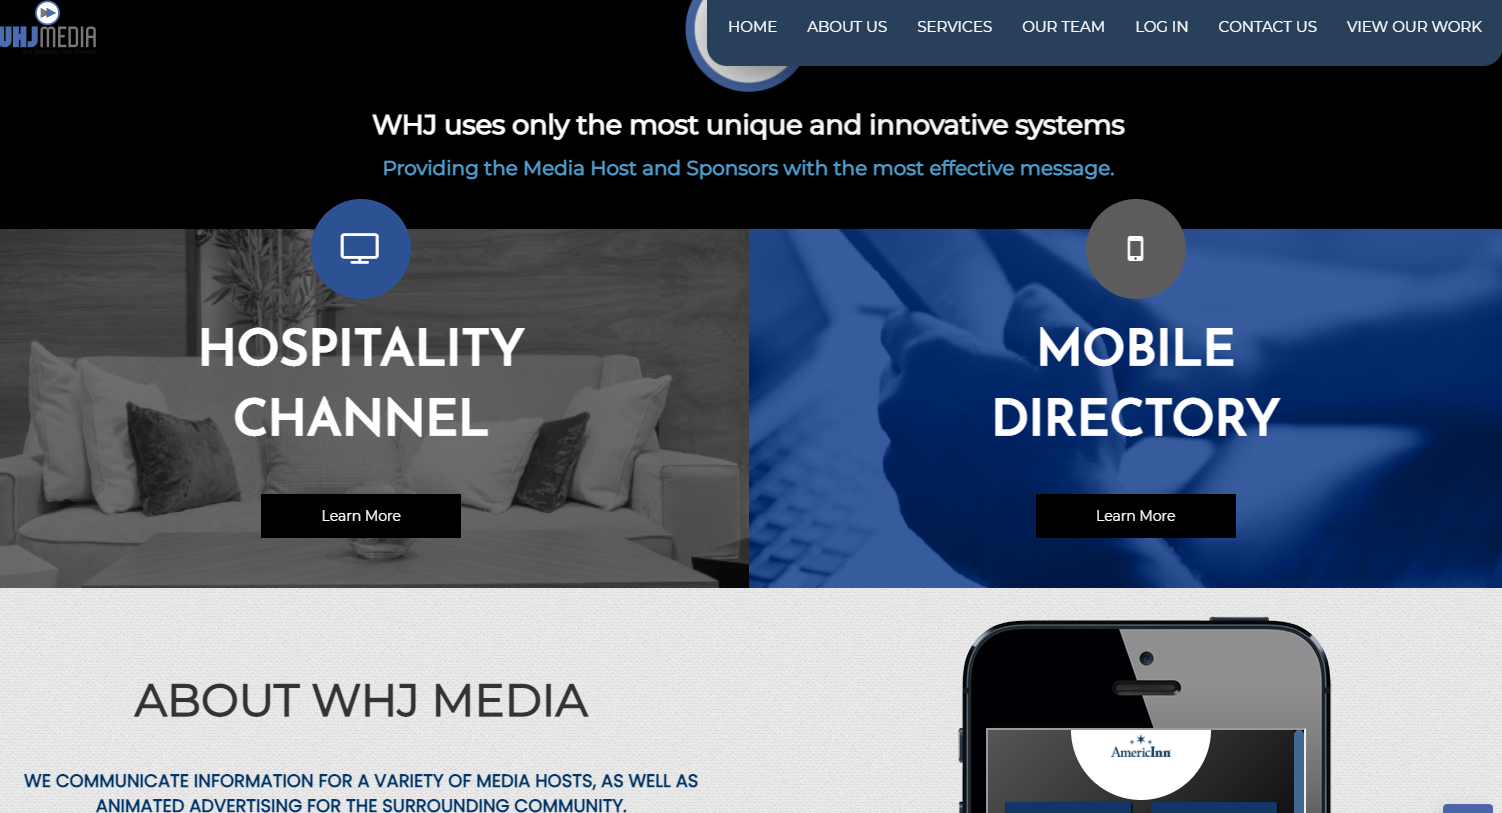 WHJMEDIA
HOME ABOUT US SERVICES OUR TEAM LOG IN CONTACT US VIEW OUR WORK
WHJ uses only the most unique and innovative systems
Providing the Media Host and Sponsors with the most effective message.
HOSPITALITY
CHANNEL
Learn More
MOBILE
DIRECTORY
Learn More
ABOUT WHJ MEDIA
WE COMMUNICATE INFORMATION FOR A VARIETY OF MEDIA HOSTS, AS WELL AS
ANIMATED ADVERTISING FOR THE SURROUNDING COMMUNITY.
AmericInn